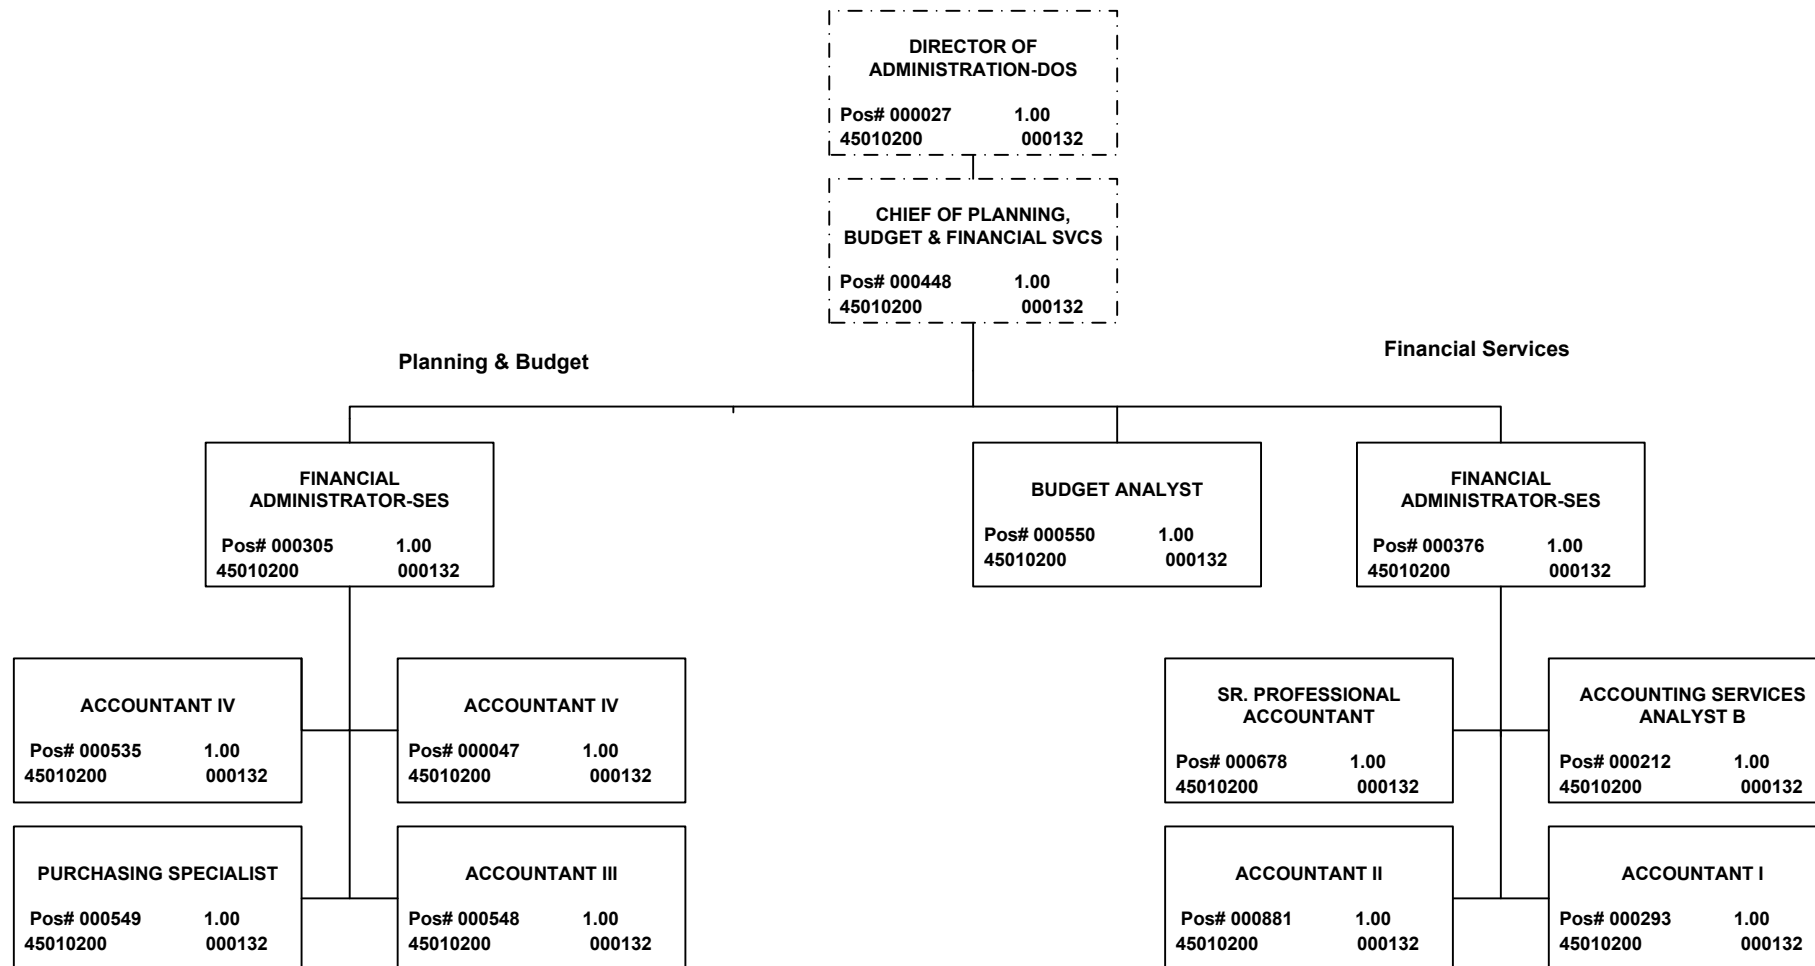 DIRECTOR OF
ADMINISTRATION-DOS
Pos# 000027 1.00
45010200 000132
CHIEF OF PLANNING,
BUDGET & FINANCIAL SVCS
Pos# 000448 1.00
45010200 000132
Planning & Budget
Financial Services
FINANCIAL
ADMINISTRATOR-SES
Pos# 000305 1.00
45010200 000132
BUDGET ANALYST
Pos# 000550 1.00
45010200 000132
FINANCIAL
ADMINISTRATOR-SES
Pos# 000376 1.00
45010200 000132
ACCOUNTANT IV
Pos# 000535 1.00
45010200 000132
ACCOUNTANT IV
Pos# 000047 1.00
45010200 000132
SR. PROFESSIONAL
ACCOUNTANT
Pos# 000678 1.00
45010200 000132
ACCOUNTING SERVICES
ANALYST B
Pos# 000212 1.00
45010200 000132
PURCHASING SPECIALIST
Pos# 000549 1.00
45010200 000132
ACCOUNTANT III
Pos# 000548 1.00
45010200 000132
ACCOUNTANT II
Pos# 000881 1.00
45010200 000132
ACCOUNTANT I
Pos# 000293 1.00
45010200 000132